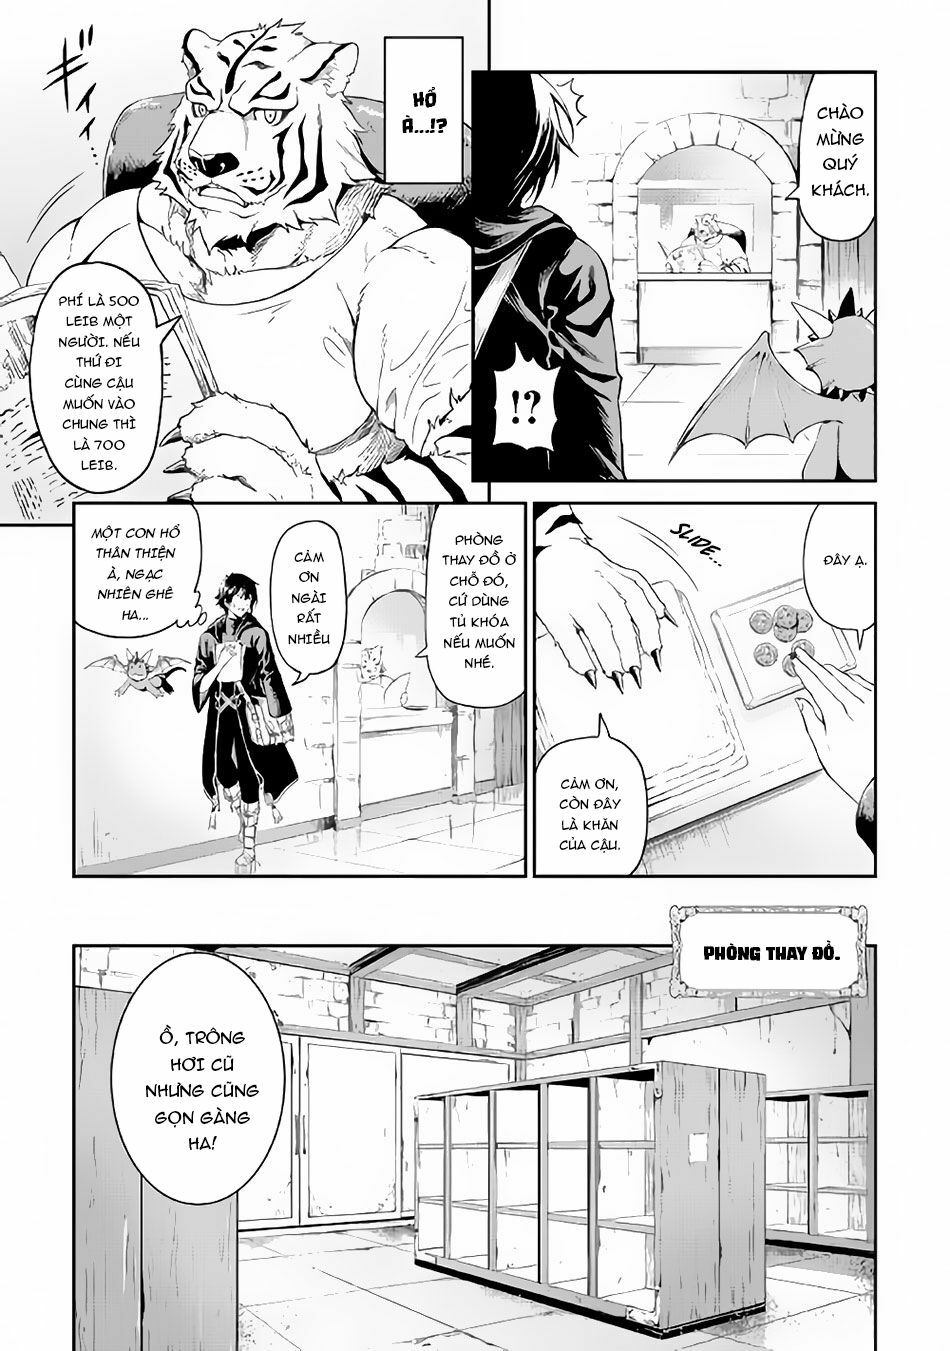 CHÀO
MỪNG
QUÝ
KHÁCH.
!?
HỔ
À...!?
ギイィ...
PHÍ LÀ 500
LEIB MỘT
NGƯỜI. NẾU
THỨ ĐI
CÙNG CẬU
MUỐN VÀO
CHUNG THÌ
LÀ 700
LEIB.
SLIDE...
ĐÂY Ạ.
CẢM ƠN,
CÒN ĐÂY
LÀ KHĂN
CỦA CẬU.
PHÒNG
THAY ĐỒ Ở
CHỖ ĐÓ,
CỨ DÙNG
TỦ KHÓA
NẾU MUỐN
NHÉ.
CẢM
ƠN
NGÀI
RẤT
NHIỀU
MỘT CON HỔ
THÂN THIỆN
À, NGẠC
NHIÊN GHÊ
HA...
PHÒNG THAY ĐỒ.
Ồ, TRÔNG
HƠI CŨ
NHƯNG CŨNG
GỌN GÀNG
HA!